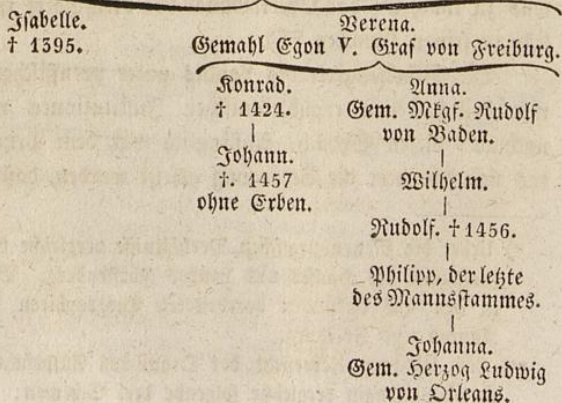 Isabelle.
† 1395.
Verena.
Gemahl Egon V. Graf von Freiburg.
Konrad.
† 1424.
Johann.
†. 1457
ohne Erben.
Anna.
Gem. Mkgf. Rudolf
von Baden.
Wilhelm.
Rudolf. † 1456.
Philipp, der letzte
des Mannsstammes.
Johanna.
Gem. Herzog Ludwig
von Orleans.